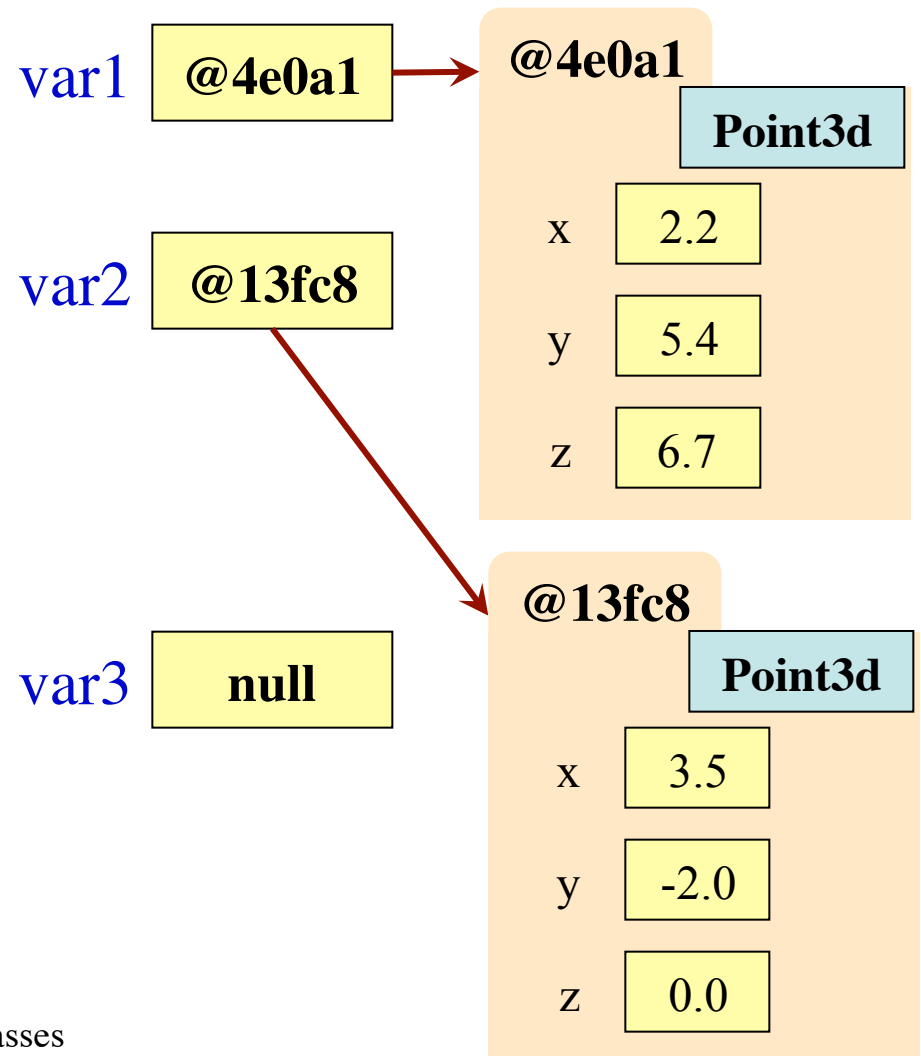 var1 @4e0a1
@4e0a1
Point3d
x 2.2
y 5.4
z 6.7
var2 @13fc8
var3 null
@13fc8
Point3d
x 3.5
y -2.0
z 0.0
asses